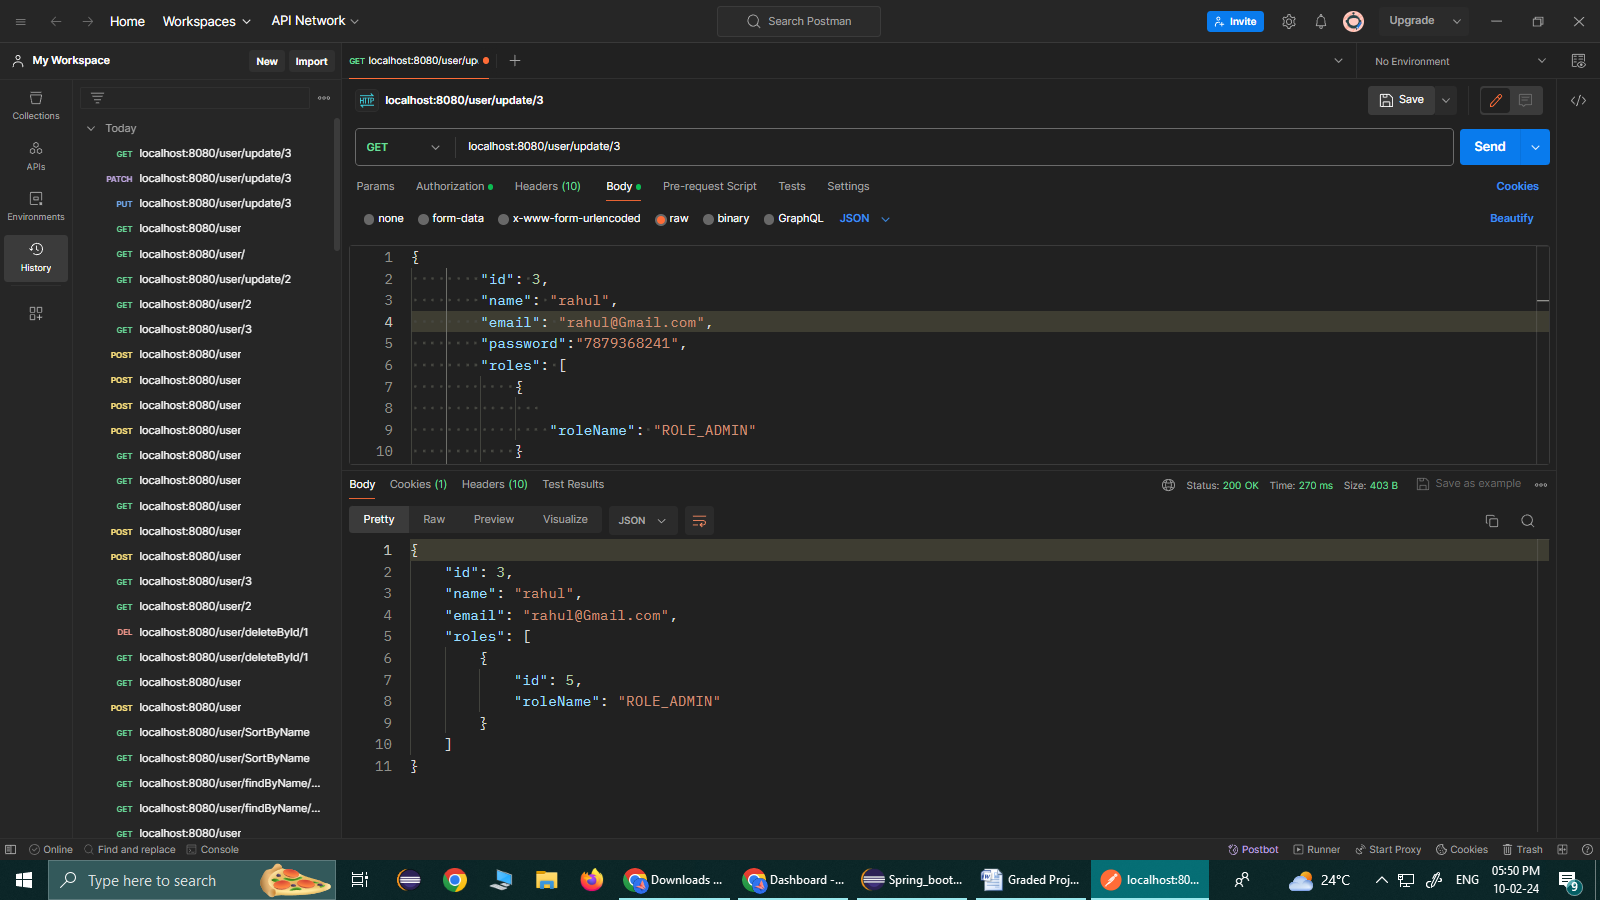 Home Workspaces API Network Search Postman Invite Upgrade
My Workspace New Import GET localhost:8080/user/up No Environment
HTTP localhost:8080/user/update/3 Save
Collections
APIs
Environments
History
Today
GET localhost:8080/user/update/3
PATCH localhost:8080/user/update/3
PUT localhost:8080/user/update/3
GET localhost:8080/user
GET localhost:8080/user/
GET localhost:8080/user/update/2
GET localhost:8080/user/2
GET localhost:8080/user/3
POST localhost:8080/user
POST localhost:8080/user
POST localhost:8080/user
POST localhost:8080/user
GET localhost:8080/user
GET localhost:8080/user
GET localhost:8080/user
POST localhost:8080/user
POST localhost:8080/user
GET localhost:8080/user/3
GET localhost:8080/user/2
DEL localhost:8080/user/deleteById/1
GET localhost:8080/user/deleteById/1
GET localhost:8080/user
POST localhost:8080/user
GET localhost:8080/user/SortByName
GET localhost:8080/user/SortByName
GET localhost:8080/user/findByName/...
GET localhost:8080/user/findByName/...
GET localhost:8080/user
GET localhost:8080/user/update/3 Send
Params Authorization Headers (10) Body Pre-request Script Tests Settings Cookies
none form-data x-www-form-urlencoded raw binary GraphQL JSON Beautify
1 {
2 "id": 3,
3 "name": "rahul",
4 "email": "rahul@Gmail.com",
5 "password":"7879368241",
6 "roles": [
7 {
8
9 "roleName": "ROLE_ADMIN"
10 }
Body Cookies (1) Headers (10) Test Results Status: 200 OK Time: 270 ms Size: 403 B Save as example
Pretty Raw Preview Visualize JSON
1 {
2 "id": 3,
3 "name": "rahul",
4 "email": "rahul@Gmail.com",
5 "roles": [
6 {
7 "id": 5,
8 "roleName": "ROLE_ADMIN"
9 }
10 ]
11 }
Online Find and replace Console Postbot Runner Start Proxy Cookies Trash
Type here to search Downloads ... Dashboard -... Spring_boot... Graded Proj... localhost:80... 24°C ENG 05:50 PM
10-02-24 9